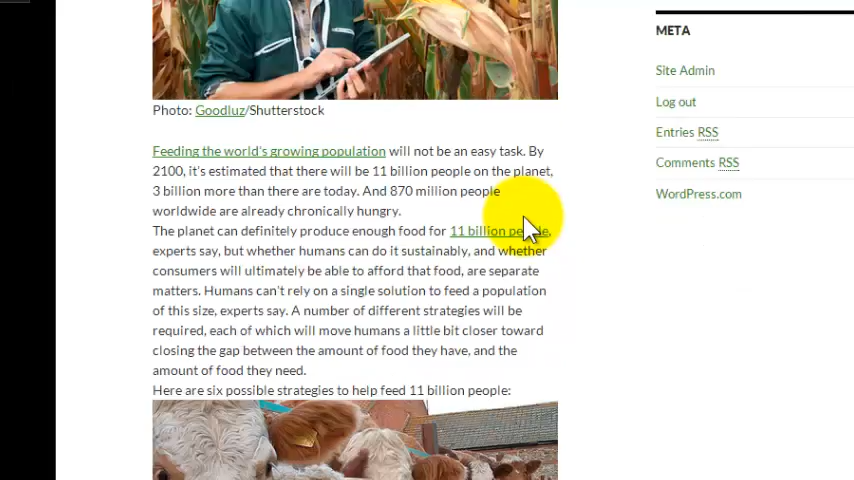 Photo: Goodluz/Shutterstock
Feeding the world's growing population will not be an easy task. By
2100, it's estimated that there will be 11 billion people on the planet,
3 billion more than there are today. And 870 million people
worldwide are already chronically hungry.
The planet can definitely produce enough food for 11 billion people,
experts say, but whether humans can do it sustainably, and whether
consumers will ultimately be able to afford that food, are separate
matters. Humans can't rely on a single solution to feed a population
of this size, experts say. A number of different strategies will be
required, each of which will move humans a little bit closer toward
closing the gap between the amount of food they have, and the
amount of food they need.
Here are six possible strategies to help feed 11 billion people:
META
Site Admin
Log out
Entries RSS
Comments RSS
WordPress.com